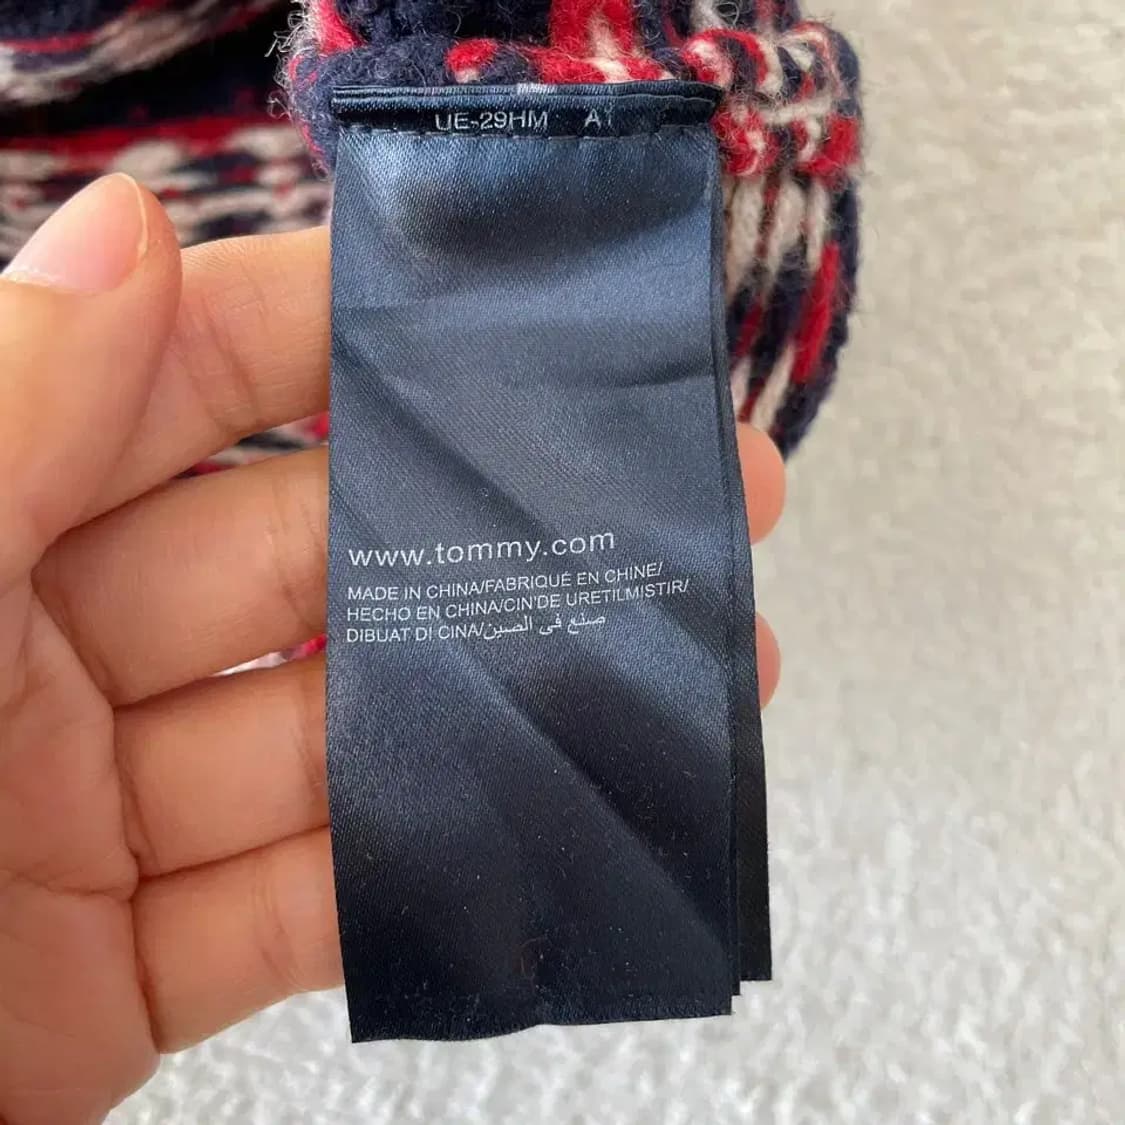 UE-29HM A1
www.tommy.com
MADE IN CHINA/FABRIQUÉ EN CHINE/
HECHO EN CHINA/CIN'DE URETILMISTIR/
DIBUAT DI CINA/صنع في الصين